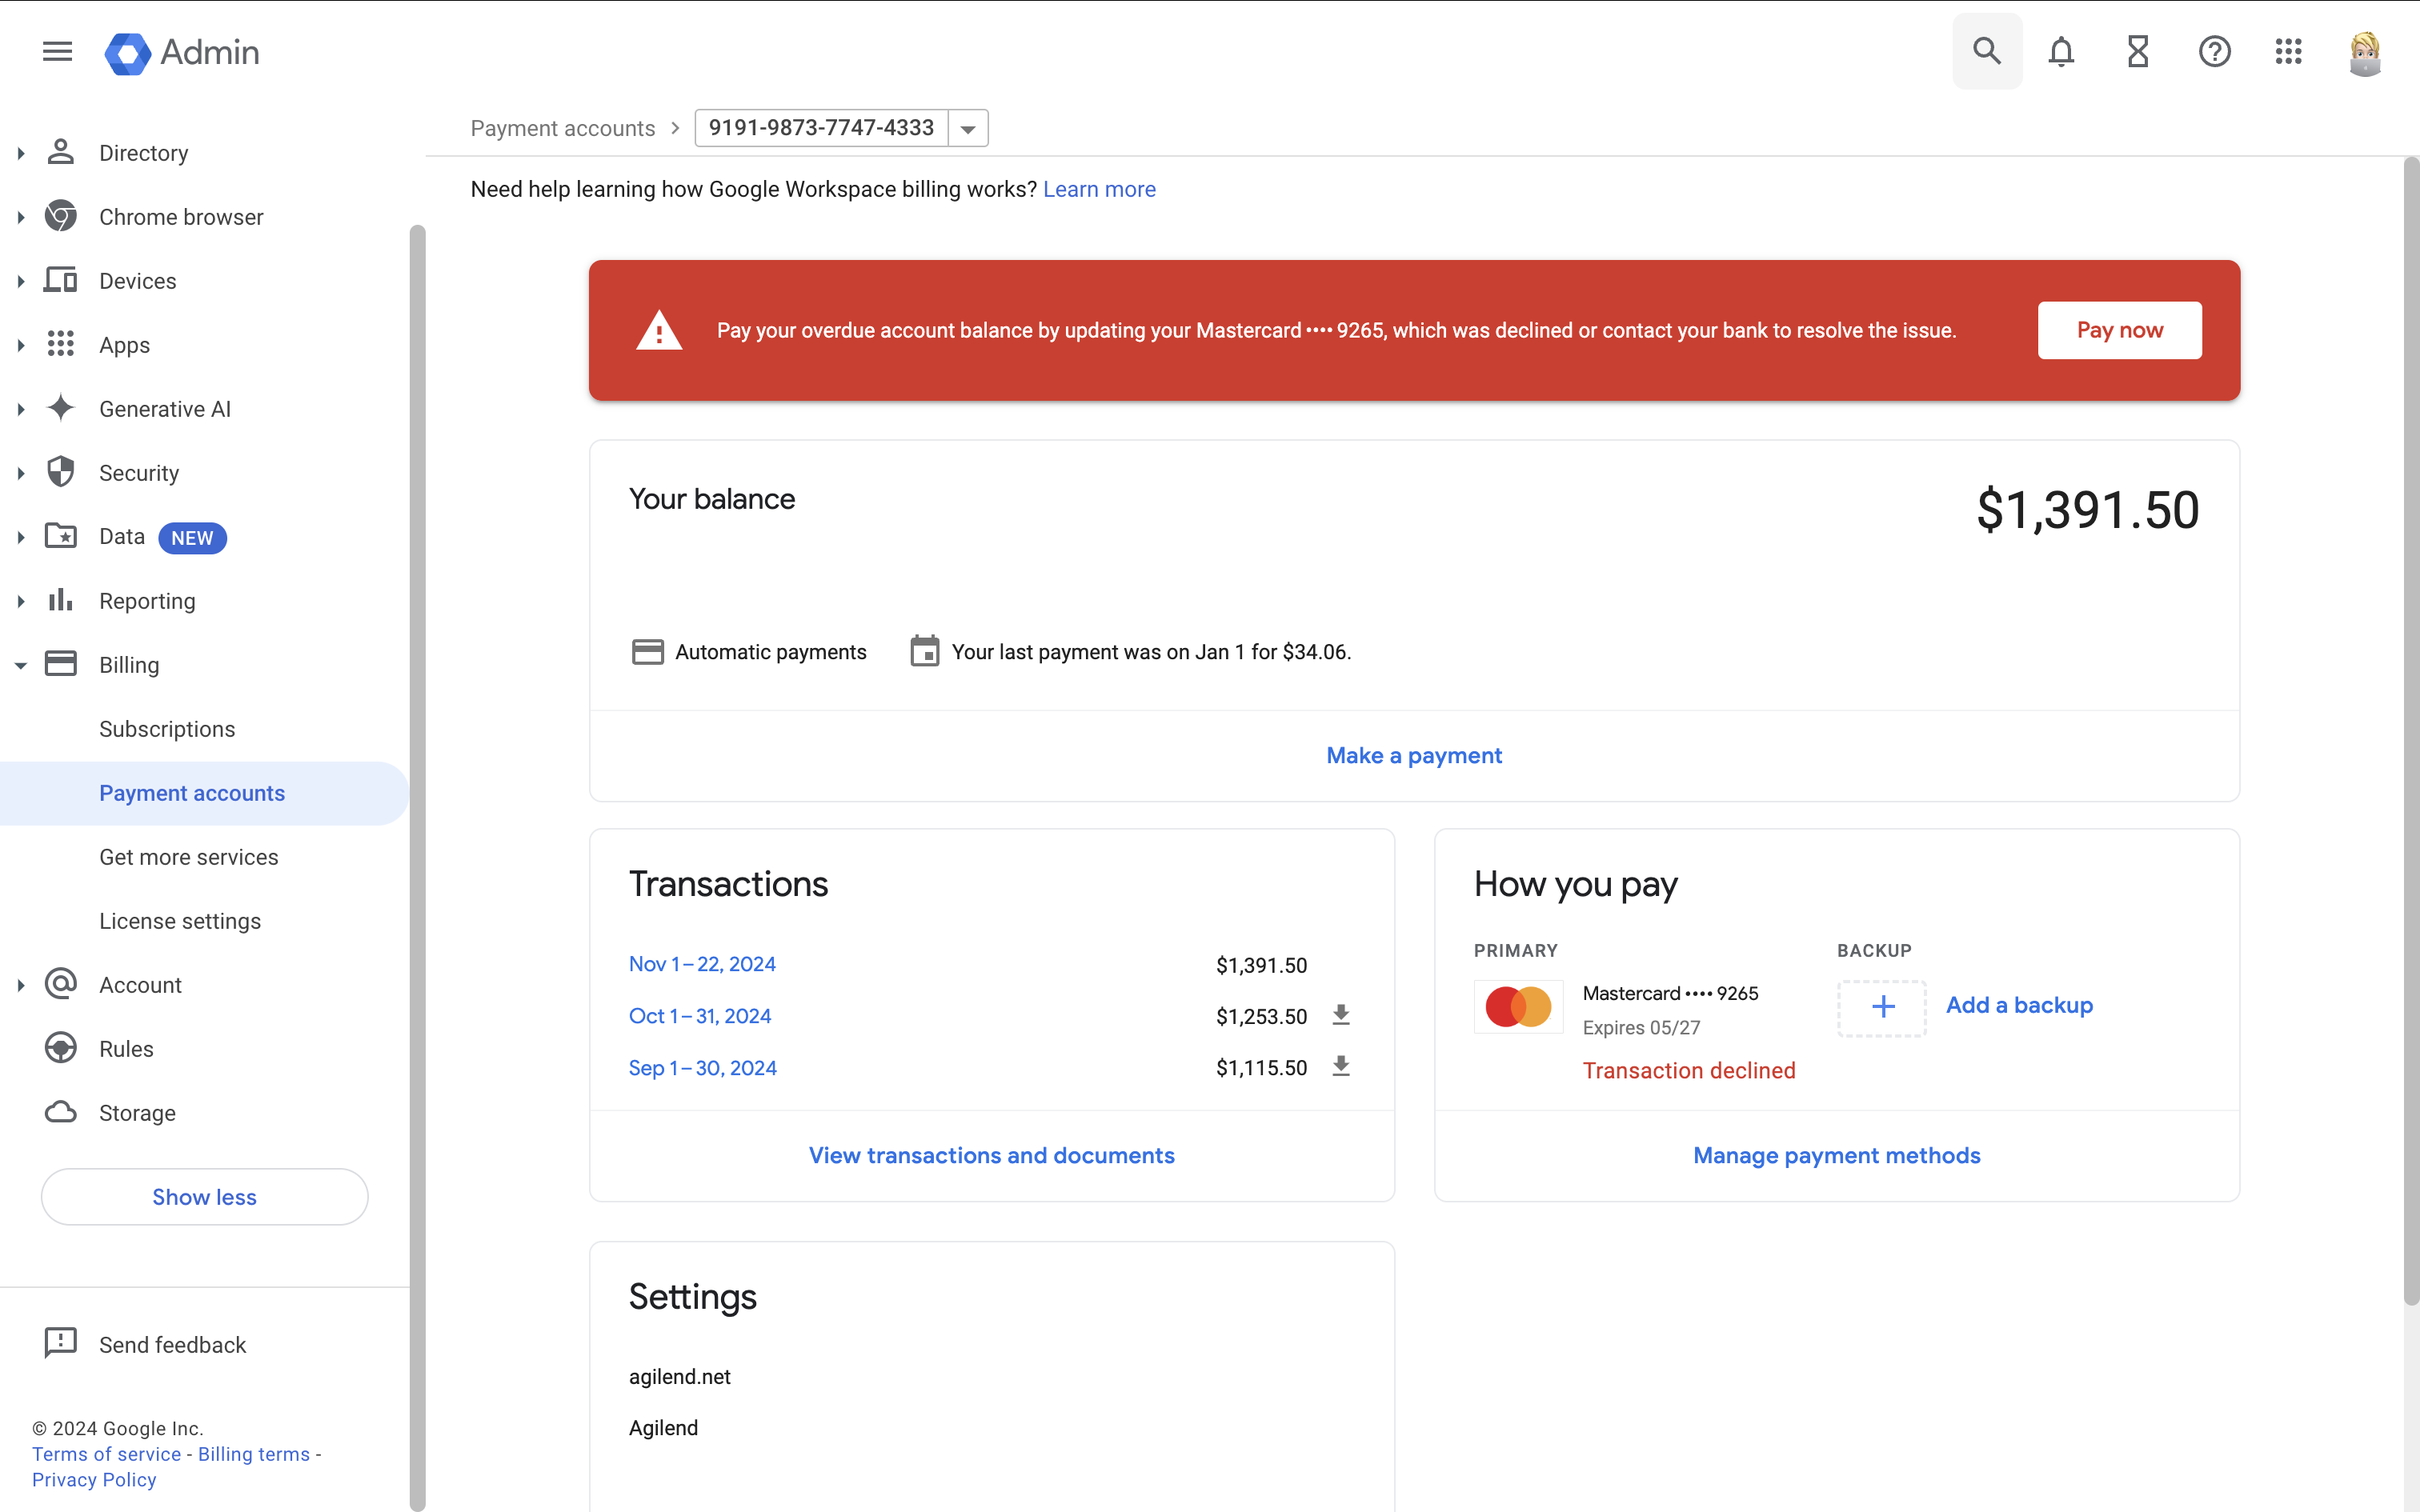 Admin
Payment accounts
9191-9873-7747-4333
Need help learning how Google Workspace billing works? Learn more
Directory
Chrome browser
Devices
Apps
Generative AI
Security
Data NEW
Reporting
Billing
Subscriptions
Payment accounts
Get more services
License settings
Account
Rules
Storage
Show less
Send feedback
© 2024 Google Inc.
Terms of service - Billing terms -
Privacy Policy
Pay your overdue account balance by updating your Mastercard •••• 9265, which was declined or contact your bank to resolve the issue.
Pay now
Your balance
$1,391.50
Automatic payments
Your last payment was on Jan 1 for $34.06.
Make a payment
Transactions
Nov 1 – 22, 2024 $1,391.50
Oct 1 – 31, 2024 $1,253.50
Sep 1 – 30, 2024 $1,115.50
View transactions and documents
How you pay
PRIMARY
Mastercard •••• 9265
Expires 05/27
Transaction declined
BACKUP
Add a backup
Manage payment methods
Settings
agilend.net
Agilend